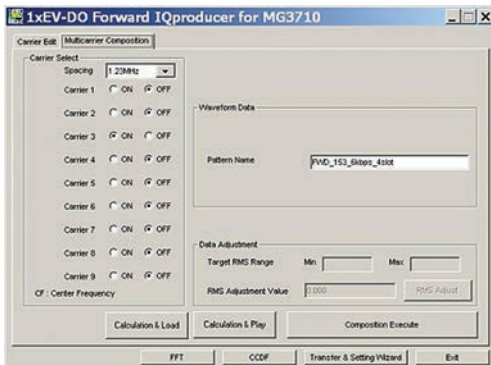 1xEV-DO Forward IQproducer for MG3710
Carrier Edit Multicarrier Composition
Carrier Select
Spacing 1.23MHz
Carrier 1 ON OFF
Carrier 2 ON OFF
Carrier 3 ON OFF
Carrier 4 ON OFF
Carrier 5 ON OFF
Carrier 6 ON OFF
Carrier 7 ON OFF
Carrier 8 ON OFF
Carrier 9 ON OFF
CF : Center Frequency
Waveform Data
Pattern Name FWD_153_6kbps_4slot
Data Adjustment
Target RMS Range Min Max
RMS Adjustment Value 0.000 RMS Adjust
Calculation & Load Calculation & Play Composition Execute
FFT CCDF Transfer & Setting Wizard Exit